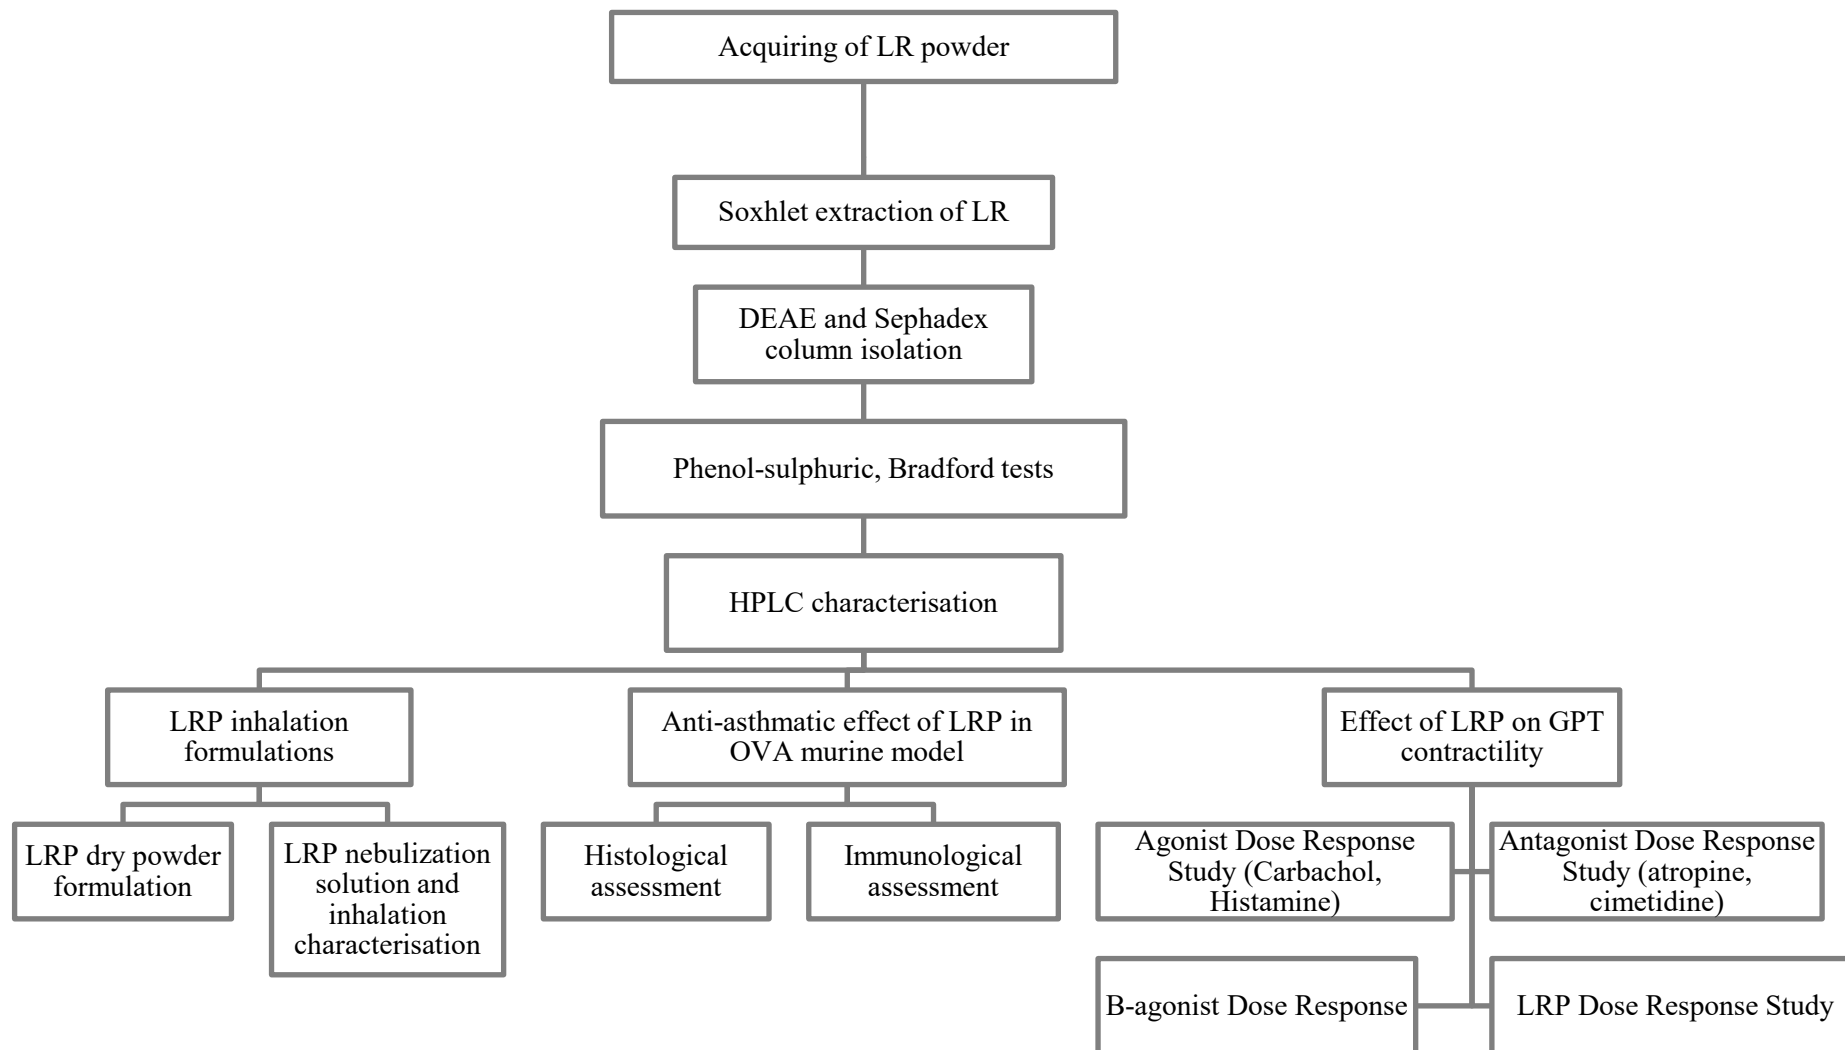 Acquiring of LR powder
Soxhlet extraction of LR
DEAE and Sephadex
column isolation
Phenol-sulphuric, Bradford tests
HPLC characterisation
LRP inhalation
formulations
Anti-asthmatic effect of LRP in
OVA murine model
Effect of LRP on GPT
contractility
LRP dry powder
formulation
LRP nebulization
solution and
inhalation
characterisation
Histological
assessment
Immunological
assessment
Agonist Dose Response
Study (Carbachol,
Histamine)
Antagonist Dose Response
Study (atropine,
cimetidine)
B-agonist Dose Response
LRP Dose Response Study